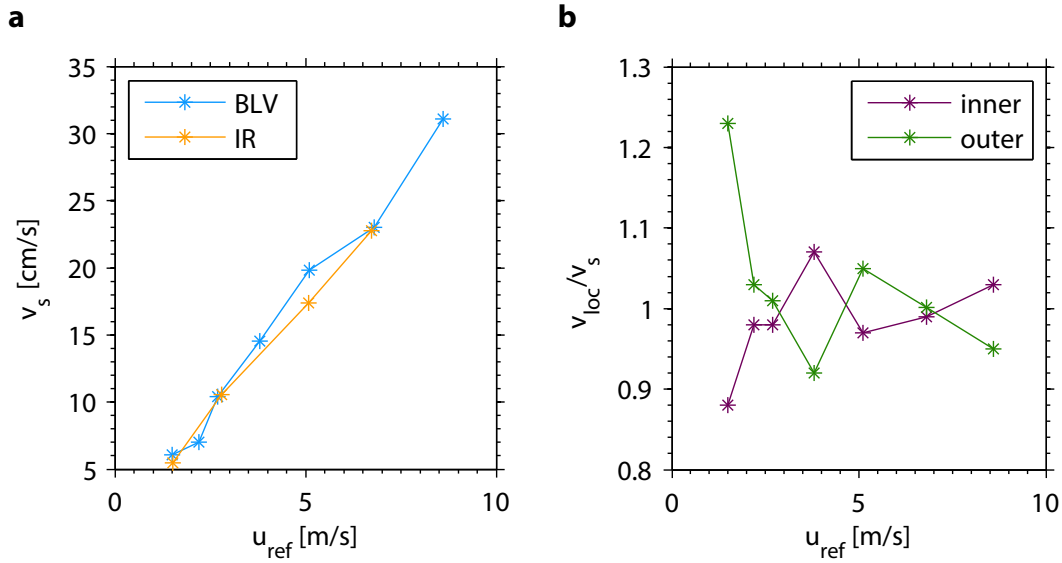 a
35
30
25
20
15
10
5
v_s [cm/s]
BLV
IR
0
5
10
u_ref [m/s]
b
1.3
1.2
1.1
1
0.9
0.8
v_loc/v_s
inner
outer
0
5
10
u_ref [m/s]